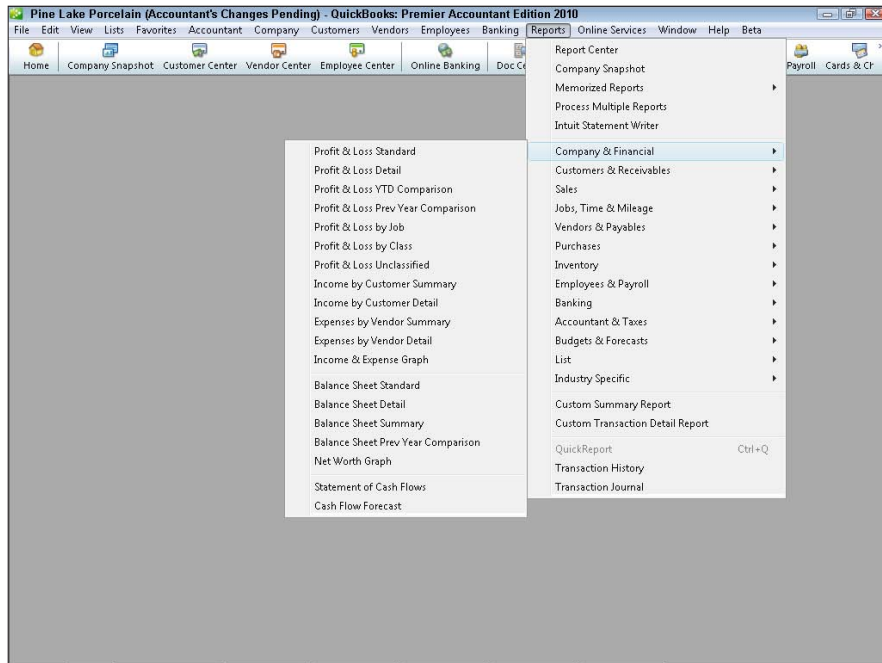 Pine Lake Porcelain (Accountant's Changes Pending) - QuickBooks: Premier Accountant Edition 2010
File Edit View Lists Favorites Accountant Company Customers Vendors Employees Banking Reports Online Services Window Help Beta
Home Company Snapshot Customer Center Vendor Center Employee Center Online Banking Doc Payroll Cards &
Report Center
Company Snapshot
Memorized Reports
Process Multiple Reports
Intuit Statement Writer
Company & Financial
Customers & Receivables
Sales
Jobs, Time & Mileage
Vendors & Payables
Purchases
Inventory
Employees & Payroll
Banking
Accountant & Taxes
Budgets & Forecasts
List
Industry Specific
Custom Summary Report
Custom Transaction Detail Report
QuickReport Ctrl+Q
Transaction History
Transaction Journal
Profit & Loss Standard
Profit & Loss Detail
Profit & Loss YTD Comparison
Profit & Loss Prev Year Comparison
Profit & Loss by Job
Profit & Loss by Class
Profit & Loss Unclassified
Income by Customer Summary
Income by Customer Detail
Expenses by Vendor Summary
Expenses by Vendor Detail
Income & Expense Graph
Balance Sheet Standard
Balance Sheet Detail
Balance Sheet Summary
Balance Sheet Prev Year Comparison
Net Worth Graph
Statement of Cash Flows
Cash Flow Forecast